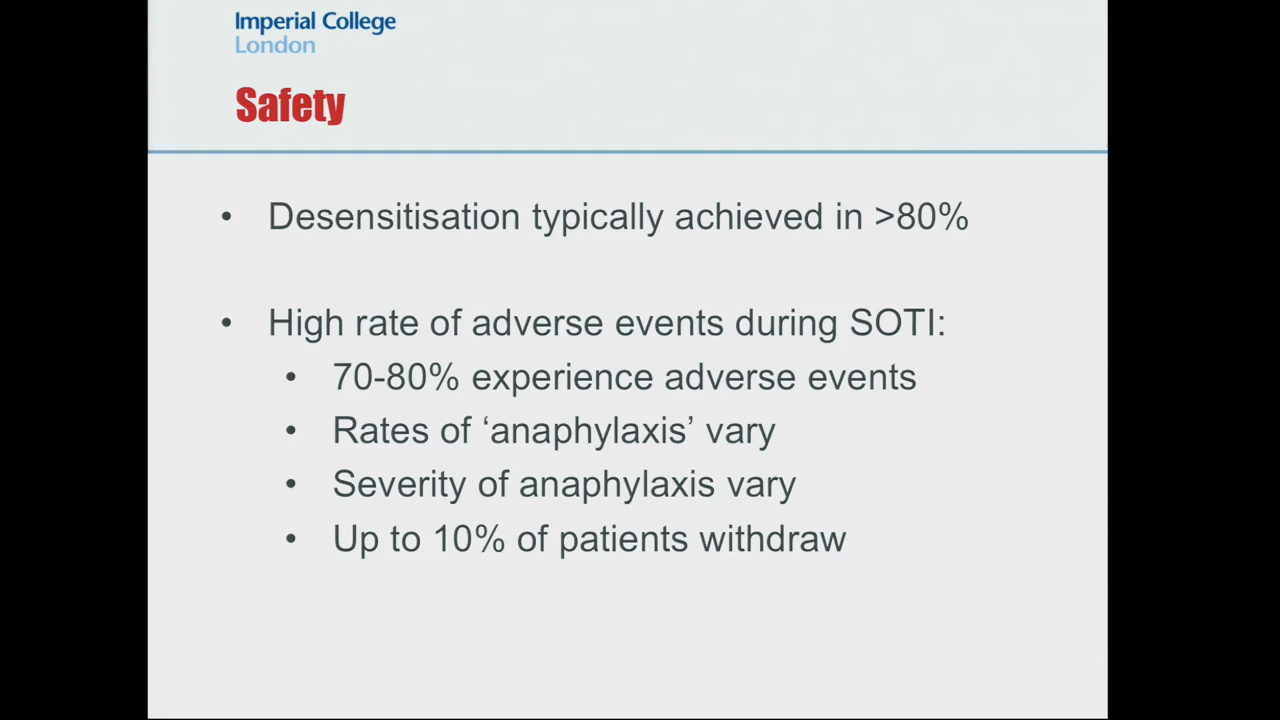 Imperial College
London
Safety
• Desensitisation typically achieved in >80%
• High rate of adverse events during SOTI:
• 70-80% experience adverse events
• Rates of ‘anaphylaxis’ vary
• Severity of anaphylaxis vary
• Up to 10% of patients withdraw